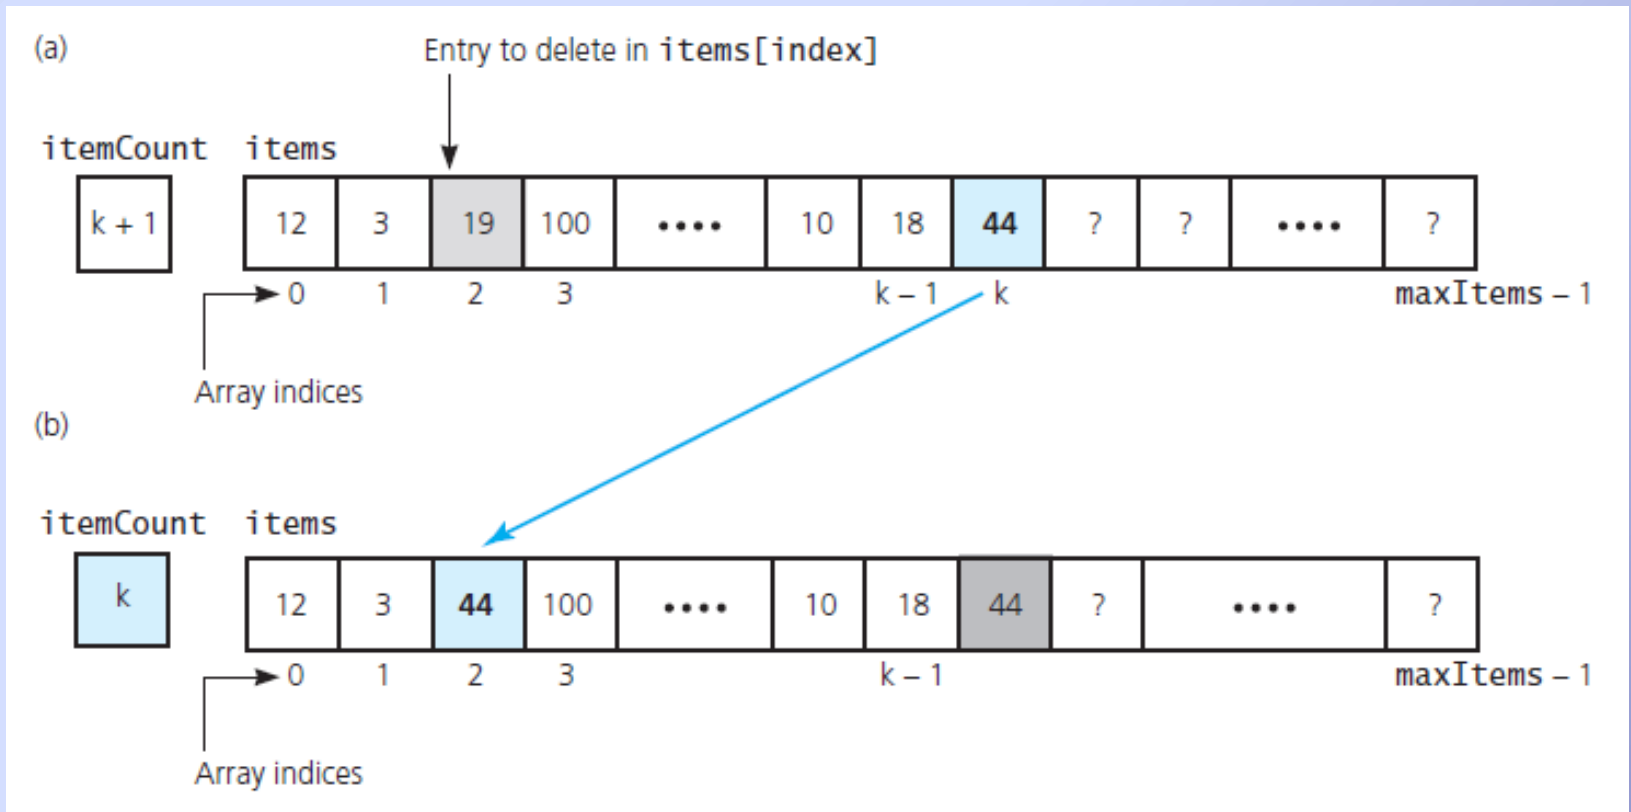 (a)
Entry to delete in items[index]
itemCount items
k + 1 12 3 19 100 •••• 10 18 44 ? ? •••• ?
0 1 2 3 k – 1 k maxItems – 1
Array indices
(b)
itemCount items
k 12 3 44 100 •••• 10 18 44 ? •••• ?
0 1 2 3 k – 1 maxItems – 1
Array indices